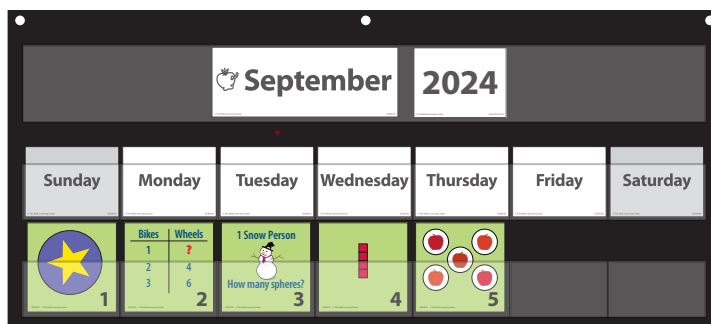 September 2024
Sunday Monday Tuesday Wednesday Thursday Friday Saturday
1
Bikes Wheels
1 ?
2 4
3 6
2
1 Snow Person
How many spheres?
3
4
5